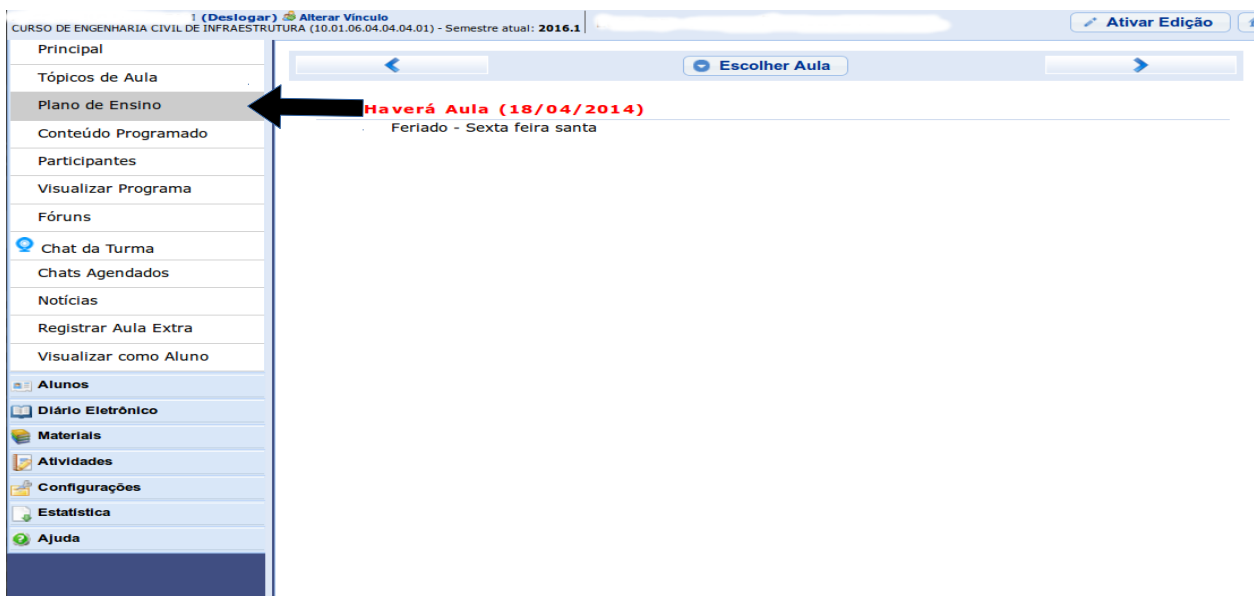 (Deslogar) Alterar Vínculo
CURSO DE ENGENHARIA CIVIL DE INFRAESTRUTURA (10.01.06.04.04.04.01) - Semestre atual: 2016.1
Ativar Edição
Principal
Tópicos de Aula
Plano de Ensino
Conteúdo Programado
Participantes
Visualizar Programa
Fóruns
Chat da Turma
Chats Agendados
Notícias
Registrar Aula Extra
Visualizar como Aluno
Alunos
Diário Eletrônico
Materiais
Atividades
Configurações
Estatística
Ajuda
Escolher Aula
Haverá Aula (18/04/2014)
Feriado - Sexta feira santa